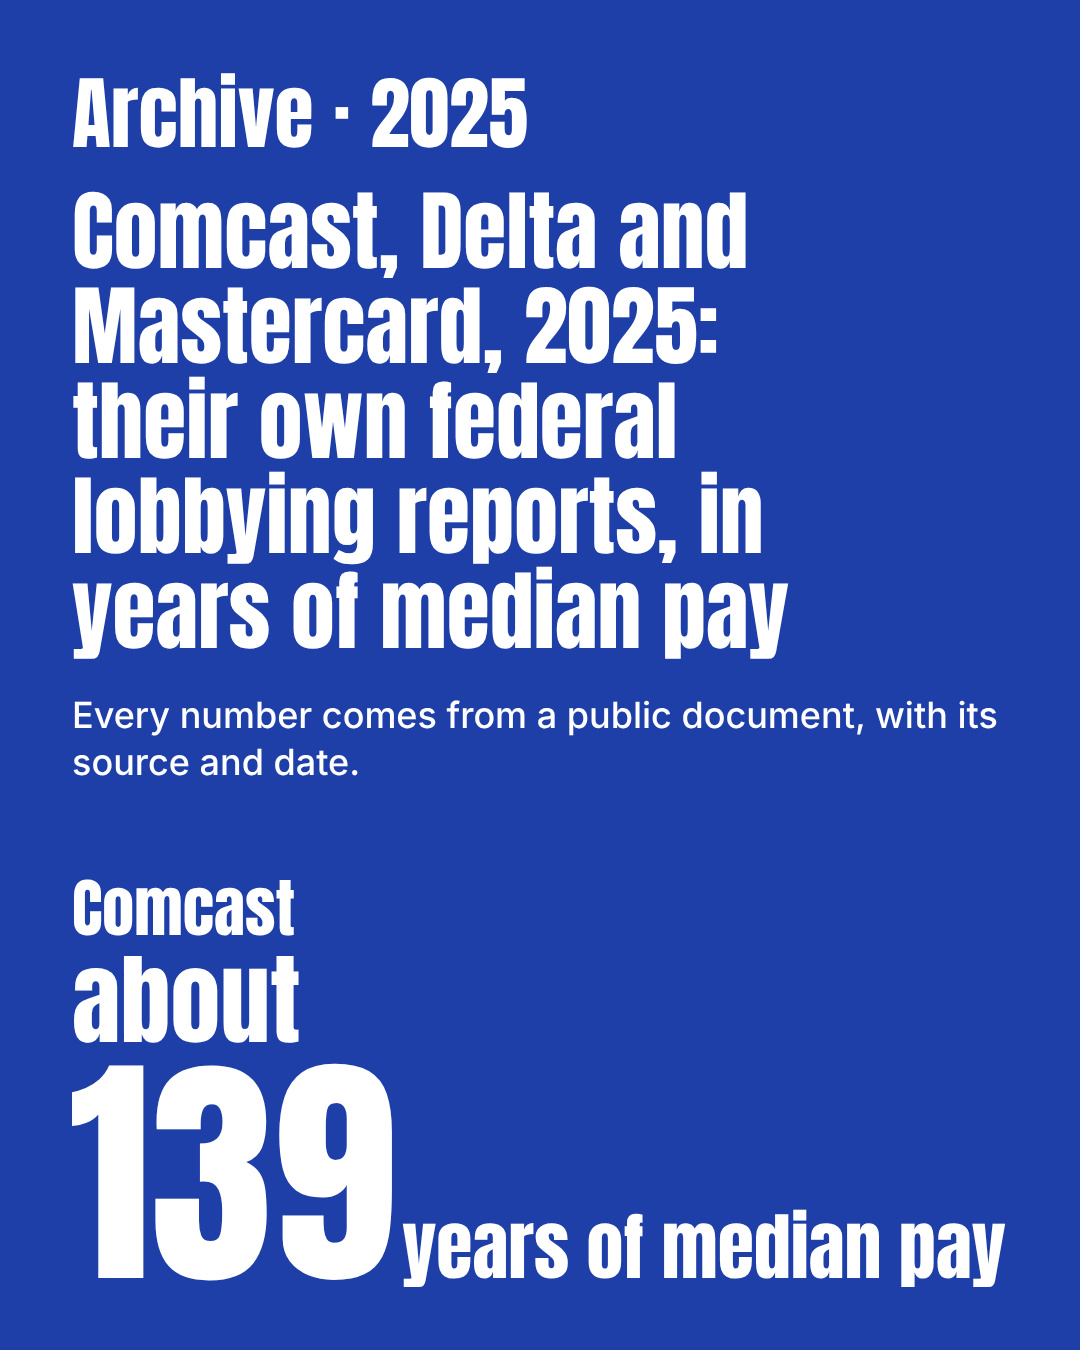 Archive · 2025
Comcast, Delta and
Mastercard, 2025:
their own federal
lobbying reports, in
years of median pay
Every number comes from a public document, with its
source and date.
Comcast
about
139 years of median pay